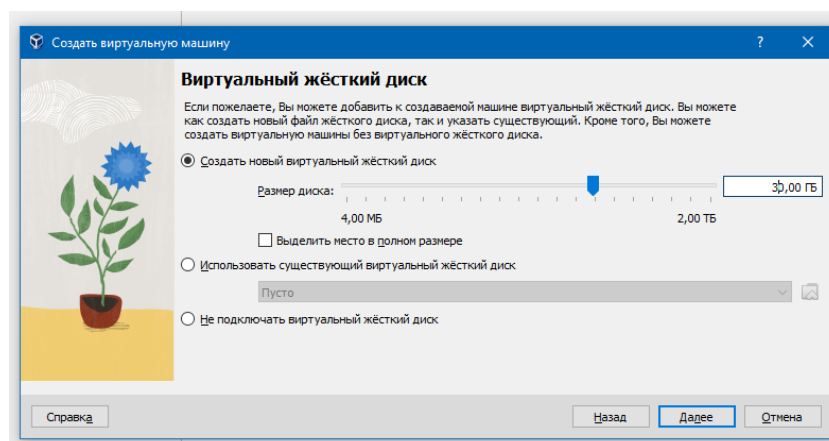 Создать виртуальную машину
?
Виртуальный жёсткий диск
Если пожелаете, Вы можете добавить к создаваемой машине виртуальный жёсткий диск. Вы можете
как создать новый файл жёсткого диска, так и указать существующий. Кроме того, Вы можете
создать виртуальную машины без виртуального жёсткого диска.
Создать новый виртуальный жёсткий диск
Размер диска:
30,00 ГБ
4,00 МБ 2,00 ТБ
Выделить место в полном размере
Использовать существующий виртуальный жёсткий диск
Пусто
Не подключать виртуальный жёсткий диск
Справка Назад Далее Отмена